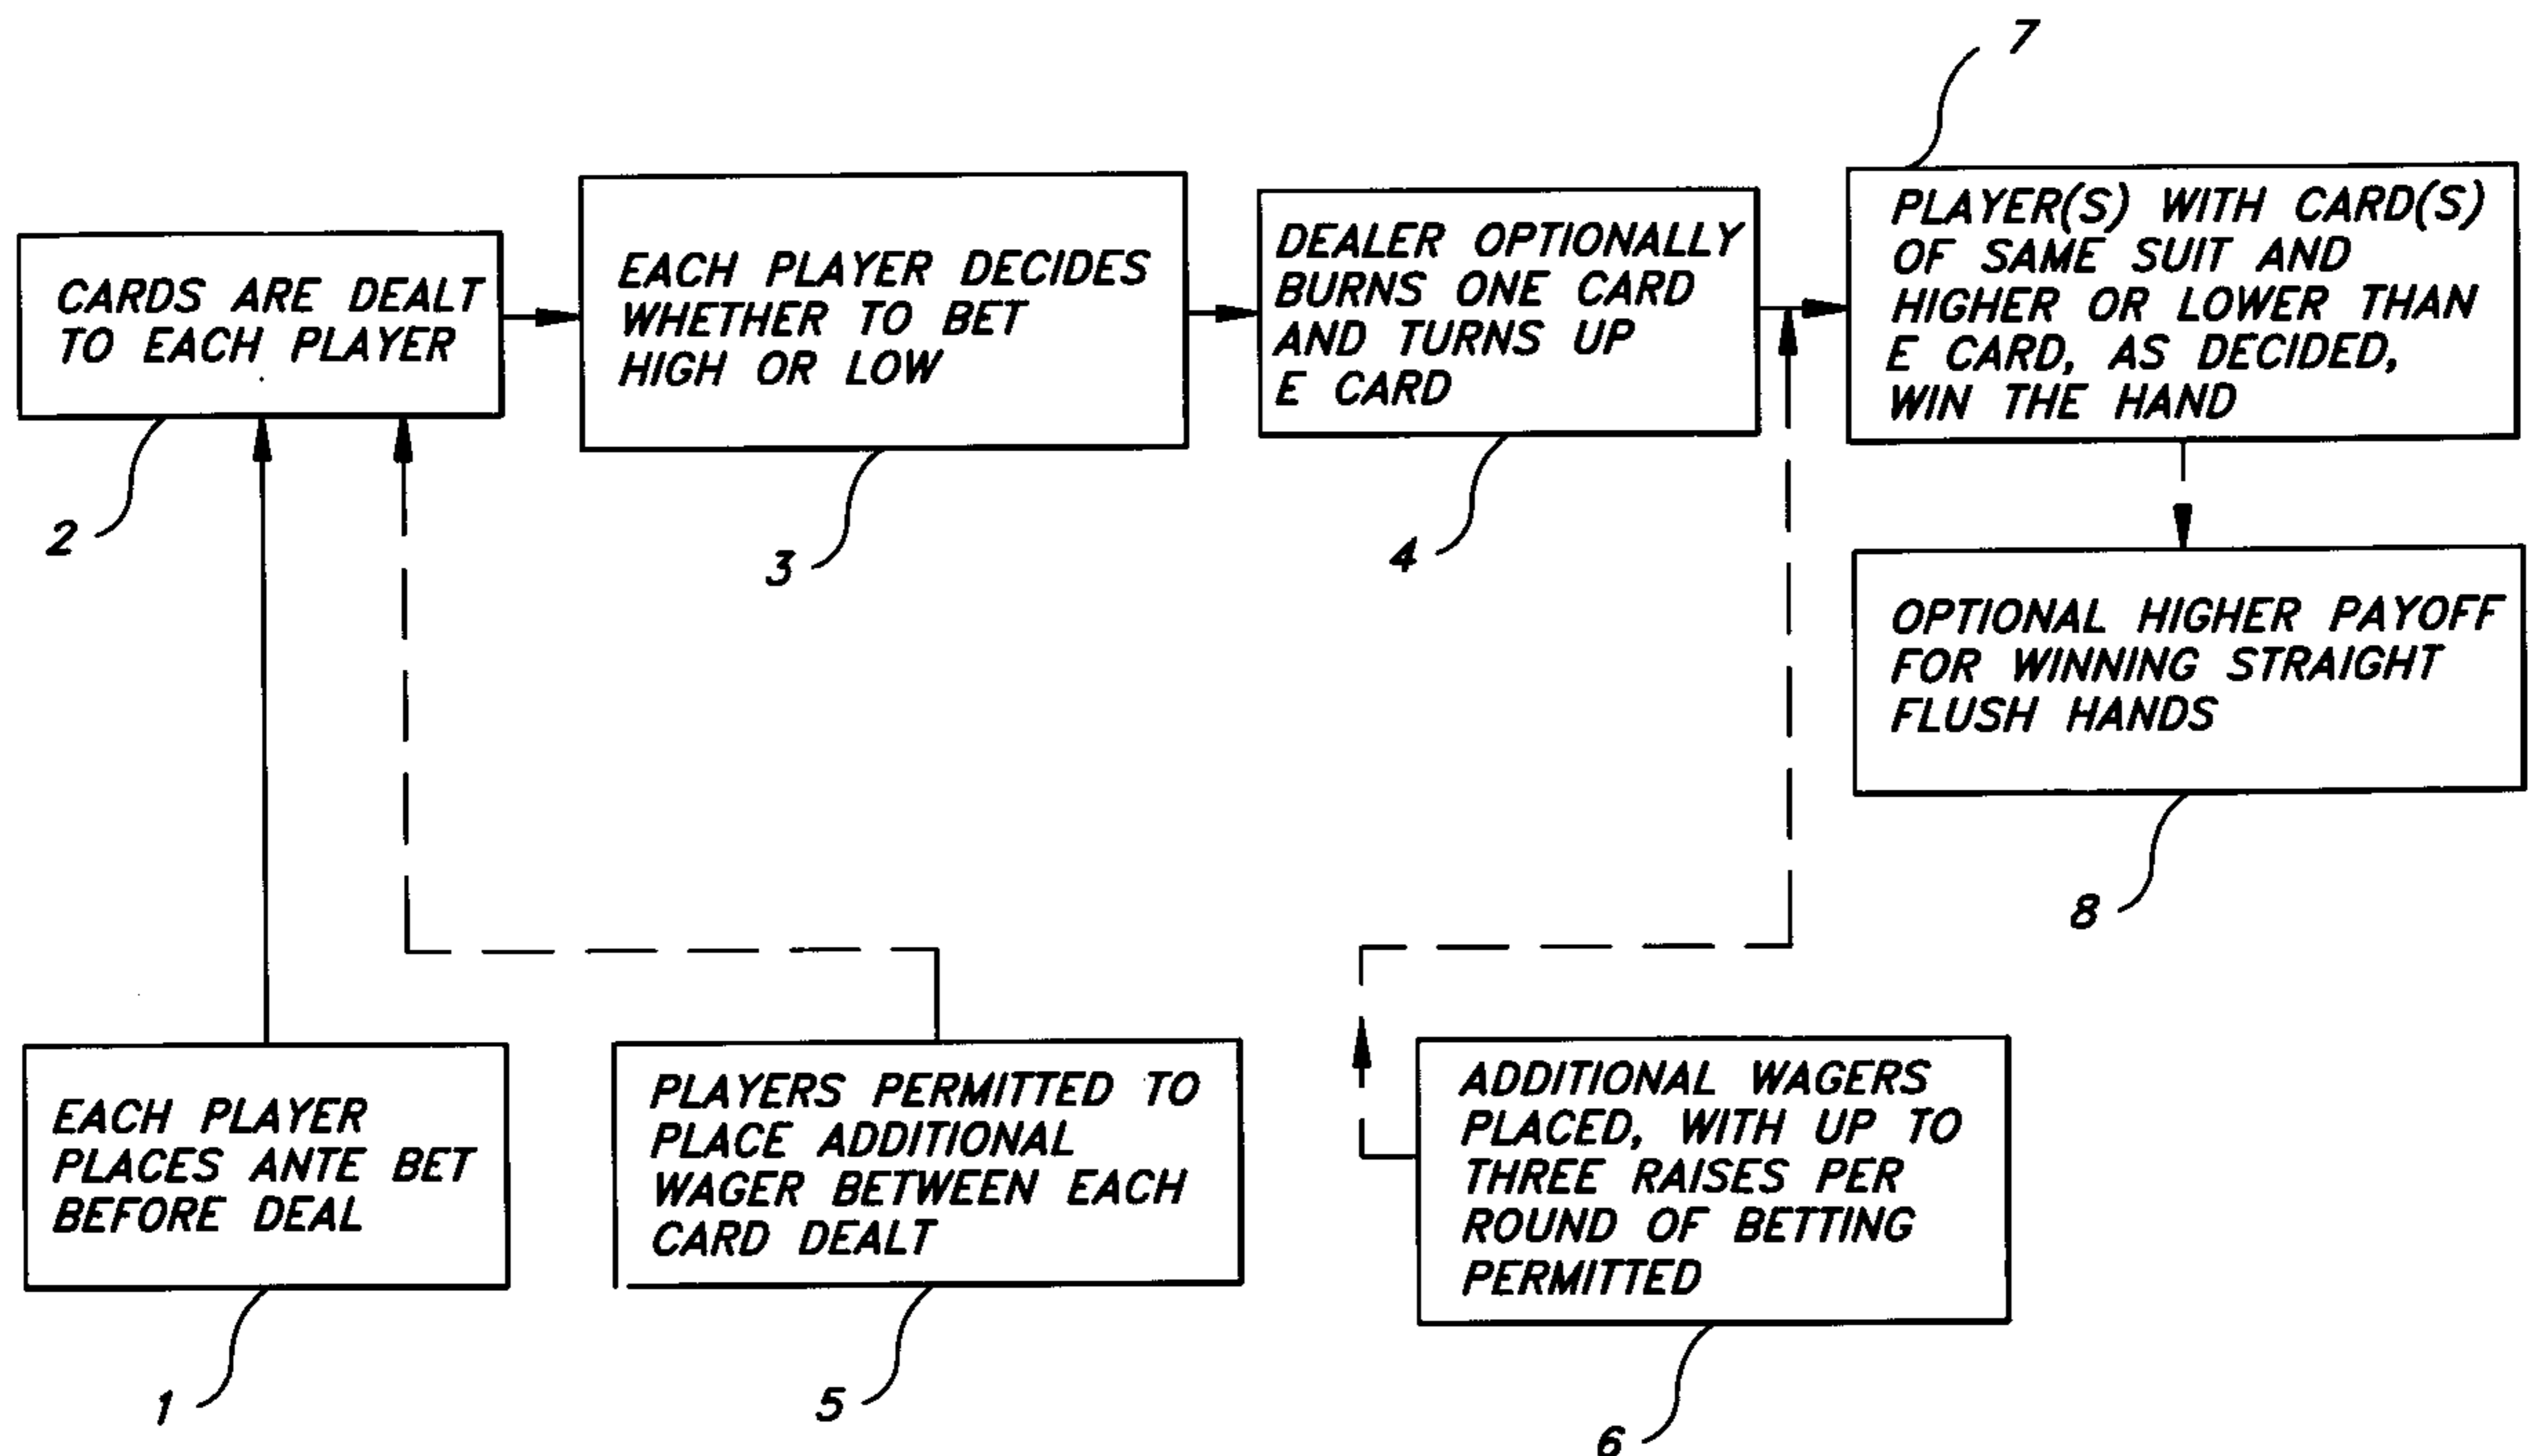 7
CARDS ARE DEALT
TO EACH PLAYER
2
EACH PLAYER DECIDES
WHETHER TO BET
HIGH OR LOW
3
DEALER OPTIONALLY
BURNS ONE CARD
AND TURNS UP
E CARD
4
PLAYER(S) WITH CARD(S)
OF SAME SUIT AND
HIGHER OR LOWER THAN
E CARD, AS DECIDED,
WIN THE HAND
OPTIONAL HIGHER PAYOFF
FOR WINNING STRAIGHT
FLUSH HANDS
8
EACH PLAYER
PLACES ANTE BET
BEFORE DEAL
1
PLAYERS PERMITTED TO
PLACE ADDITIONAL
WAGER BETWEEN EACH
CARD DEALT
5
ADDITIONAL WAGERS
PLACED, WITH UP TO
THREE RAISES PER
ROUND OF BETTING
PERMITTED
6